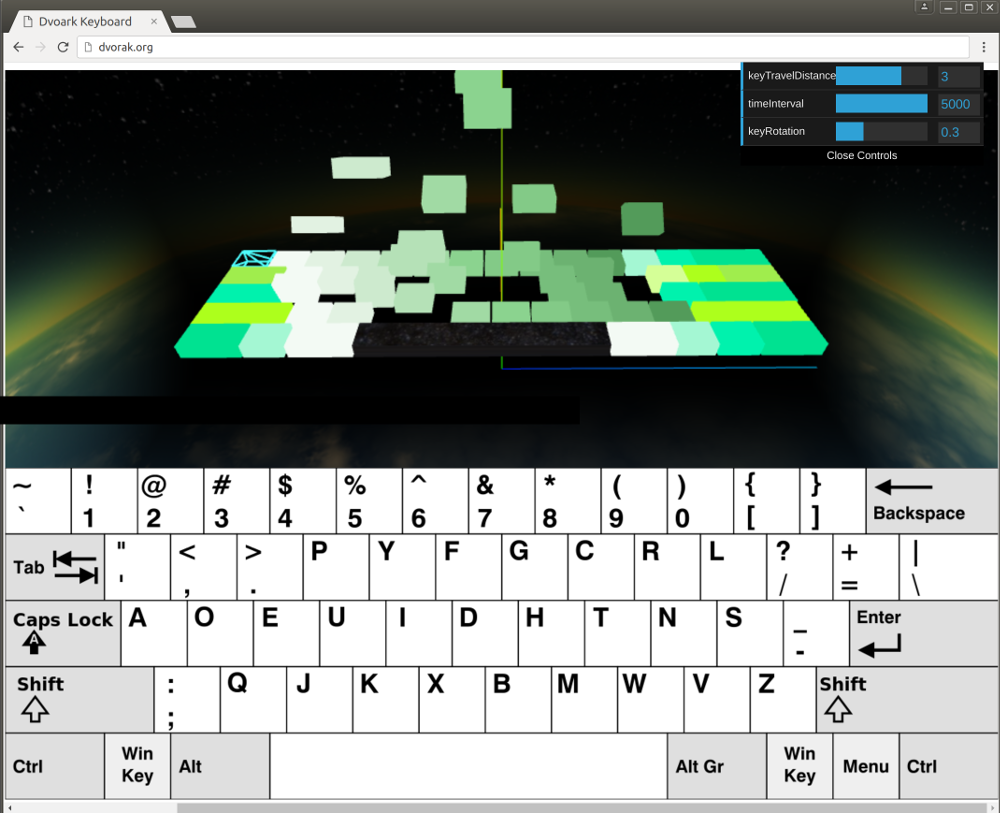 Dvoark Keyboard
dvorak.org
keyTravelDistance 3
timeInterval 5000
keyRotation 0.3
Close Controls
~ ! @ # $ % ^ & * ( ) { }
` 1 2 3 4 5 6 7 8 9 0 [ ] Backspace
Tab " < > P Y F G C R L ? + |
' , . / = \
Caps Lock A O E U I D H T N S _ Enter
A -
Shift : Q J K X B M W V Z Shift
;
Ctrl Win Key Alt Alt Gr Win Key Menu Ctrl